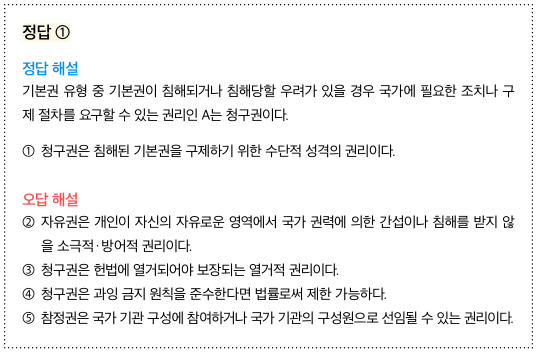 정답 ①
정답 해설
기본권 유형 중 기본권이 침해되거나 침해당할 우려가 있을 경우 국가에 필요한 조치나 구
제 절차를 요구할 수 있는 권리인 A는 청구권이다.
① 청구권은 침해된 기본권을 구제하기 위한 수단적 성격의 권리이다.
오답 해설
② 자유권은 개인이 자신의 자유로운 영역에서 국가 권력에 의한 간섭이나 침해를 받지 않
을 소극적·방어적 권리이다.
③ 청구권은 헌법에 열거되어야 보장되는 열거적 권리이다.
④ 청구권은 과잉 금지 원칙을 준수한다면 법률로써 제한 가능하다.
⑤ 참정권은 국가 기관 구성에 참여하거나 국가 기관의 구성원으로 선임될 수 있는 권리이다.